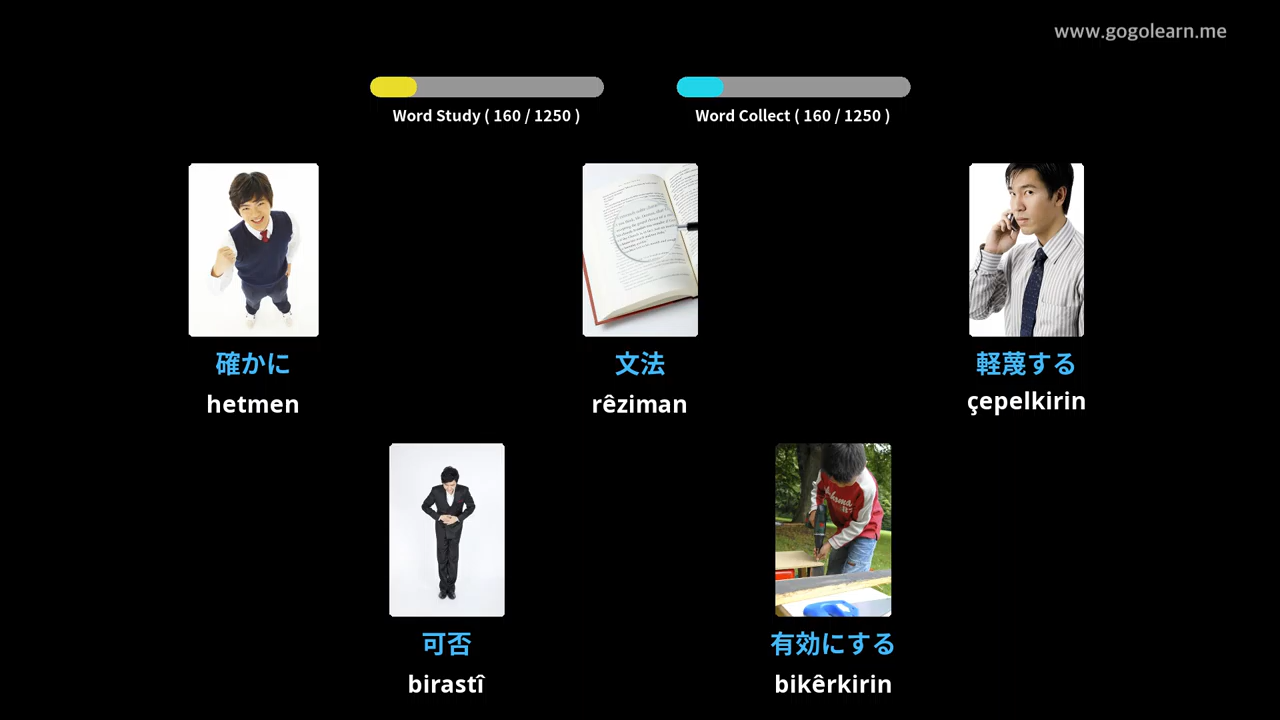 www.gogolearn.me
Word Study ( 160 / 1250 )
Word Collect ( 160 / 1250 )
確かに
hetmen
文法
rêziman
軽蔑する
çepelkirin
可否
birastî
有効にする
bikêrkirin